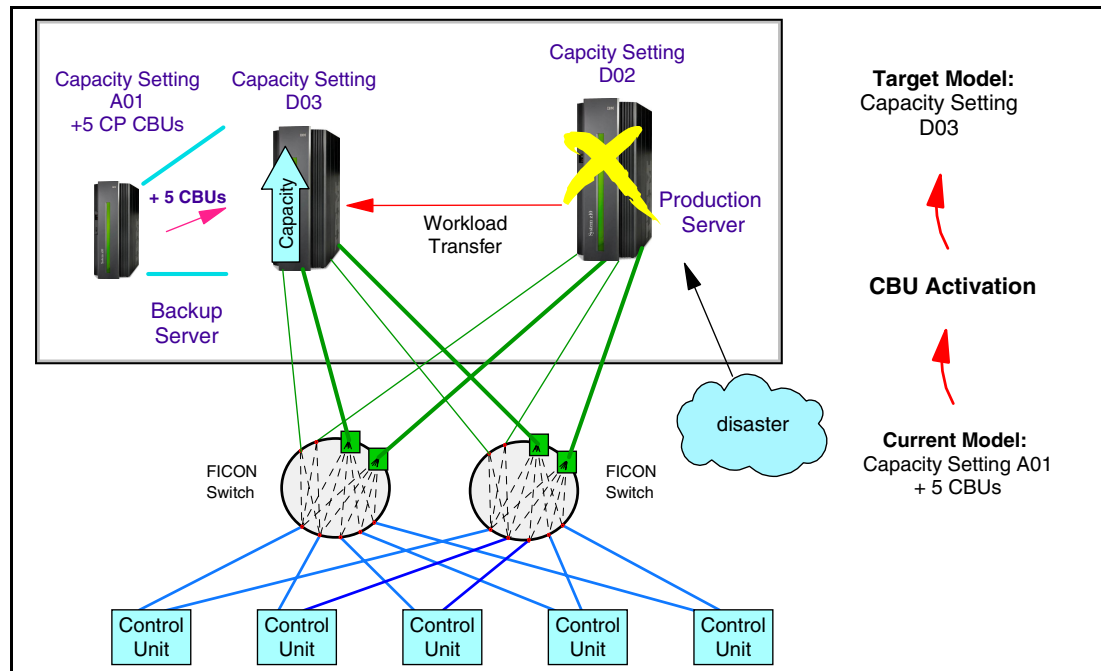 Capacity Setting
A01
+5 CP CBUs
Capacity Setting
D03
Capacity Setting
D02
+ 5 CBUs
Capacity
Workload
Transfer
Production
Server
Backup
Server
disaster
Target Model:
Capacity Setting
D03
CBU Activation
Current Model:
Capacity Setting A01
+ 5 CBUs
FICON
Switch
FICON
Switch
Control
Unit
Control
Unit
Control
Unit
Control
Unit
Control
Unit